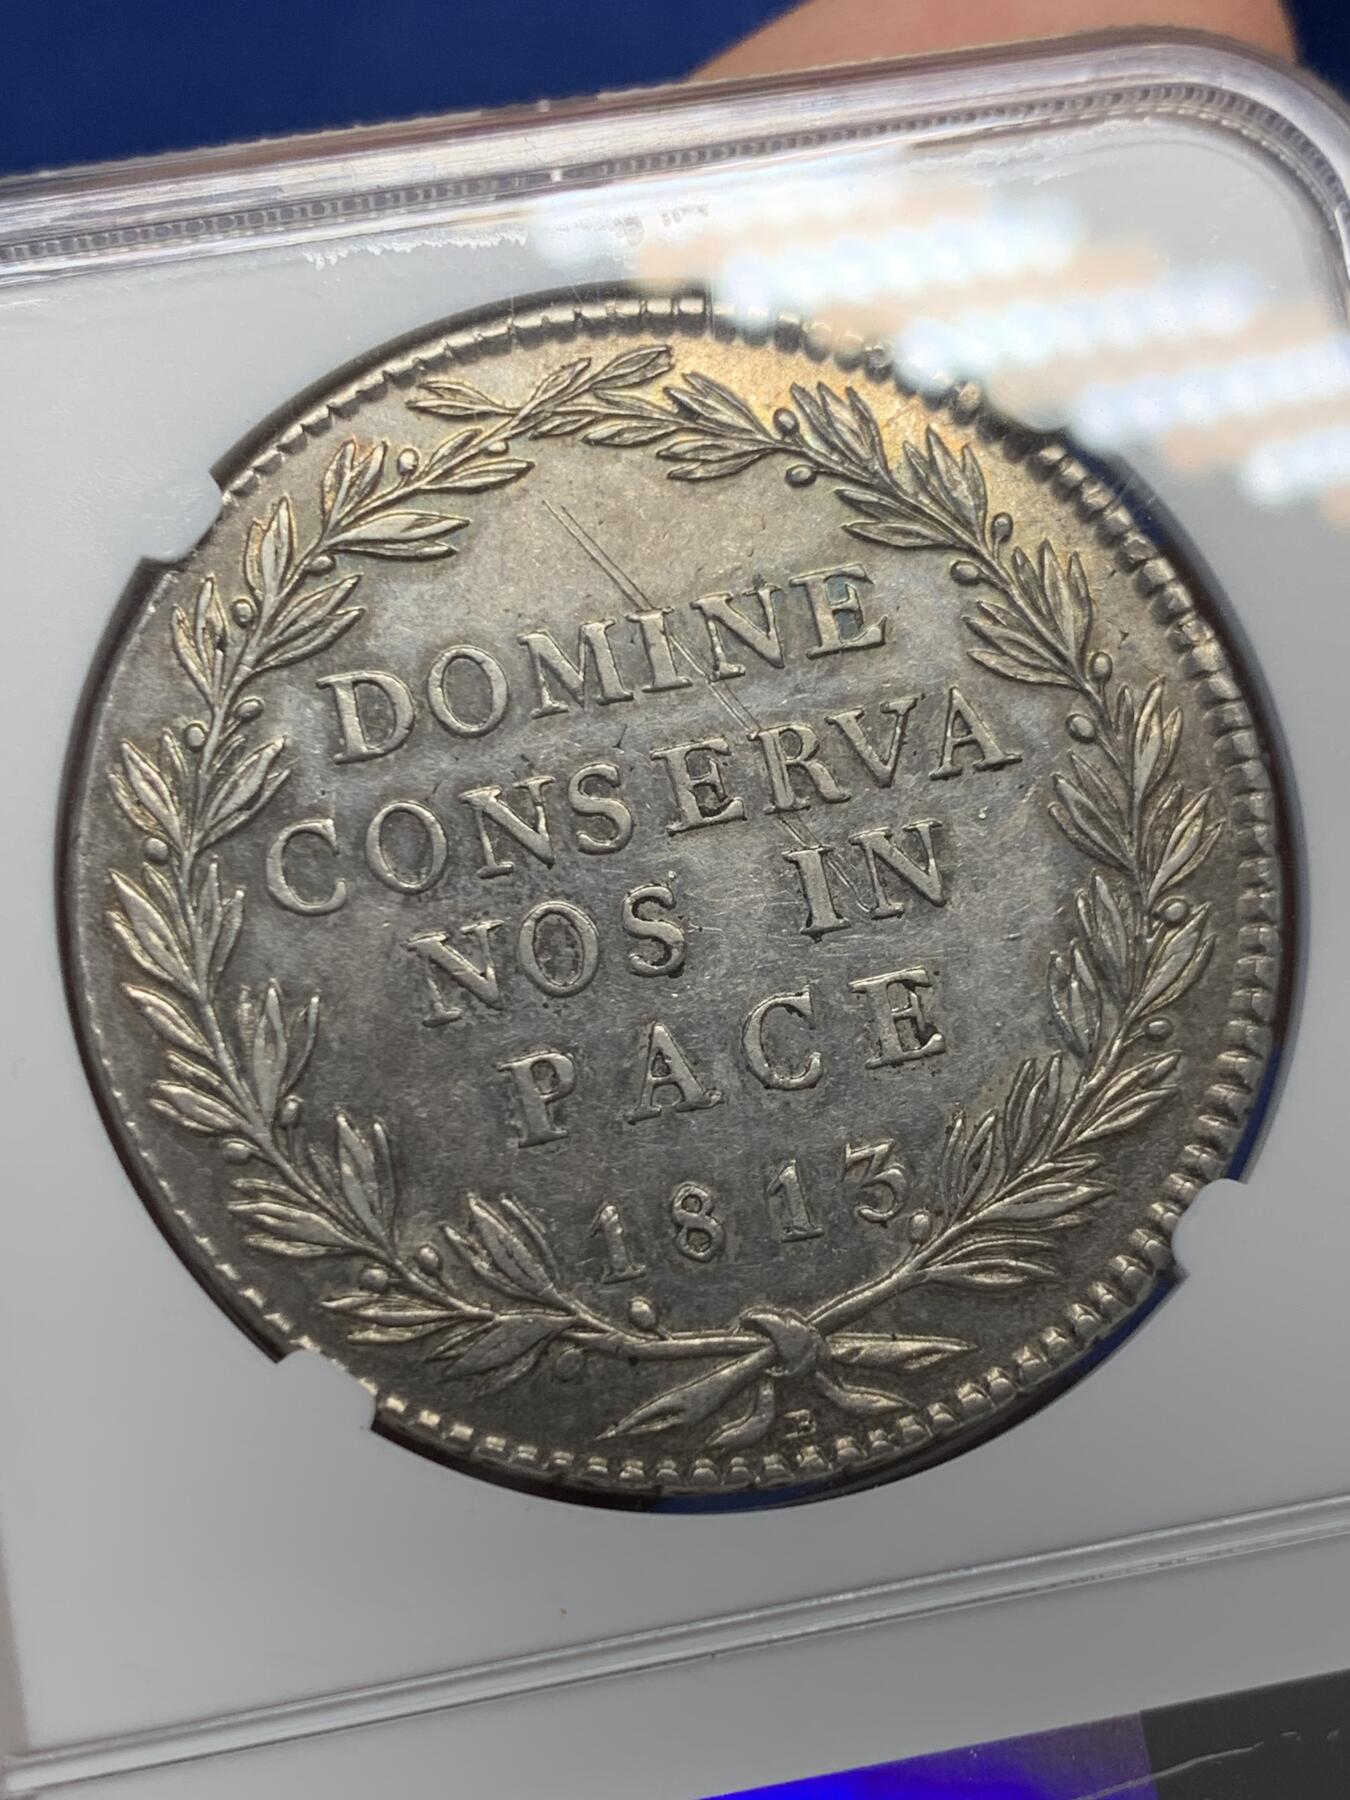 DOMINE
CONSERVA
NOS IN
PACE
1813
B